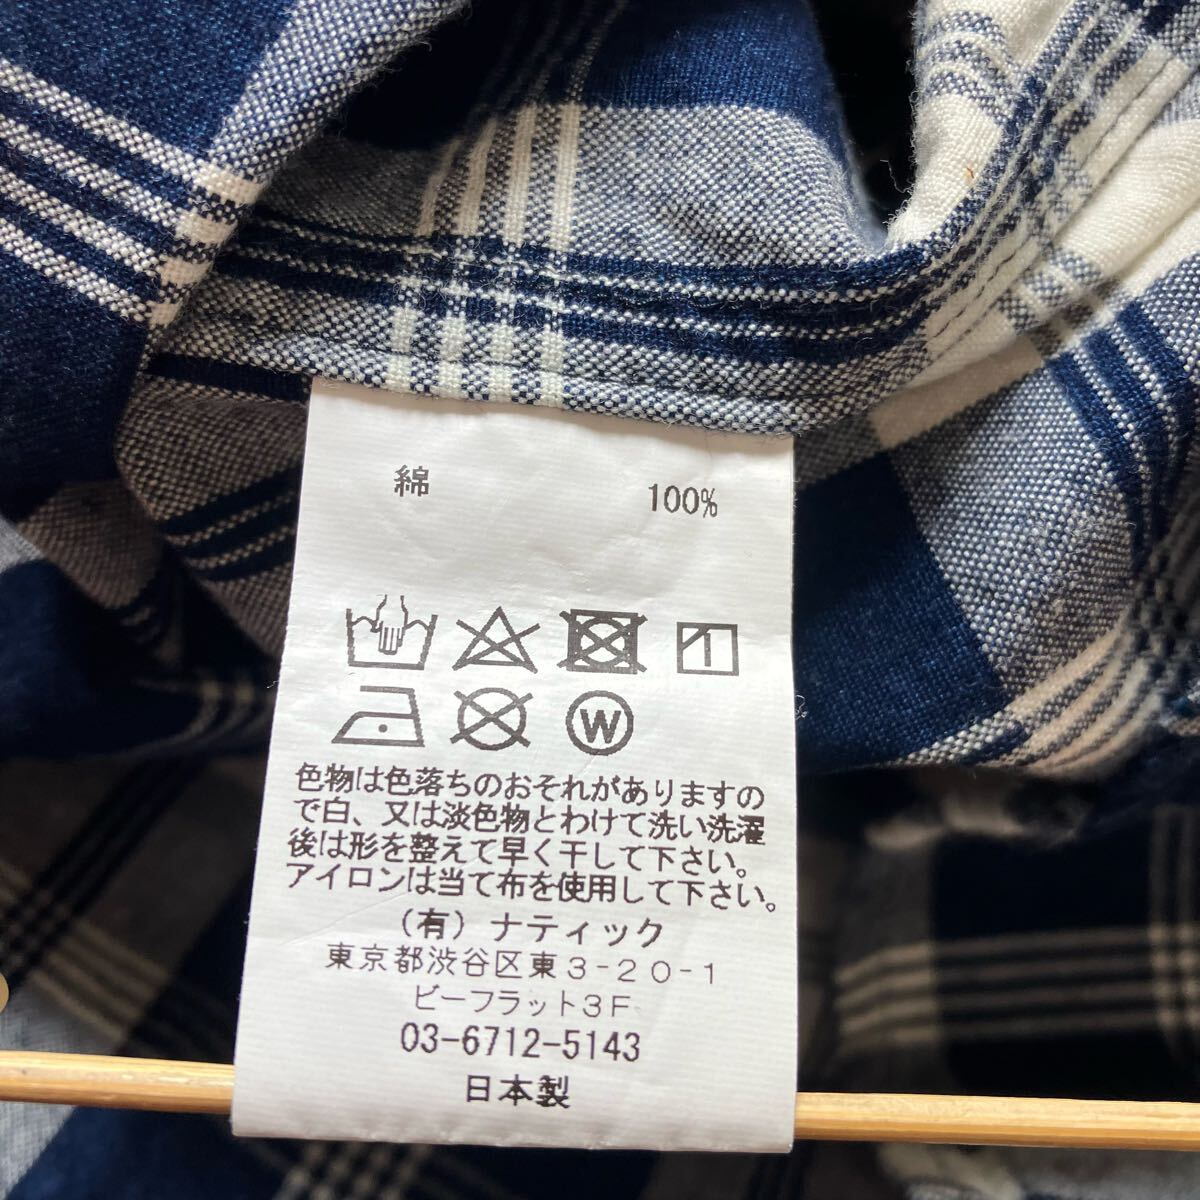 綿 100%
1
W
色物は色落ちのおそれがありますの
で白、又は淡色物とわけて洗い洗濯
後は形を整えて早く干して下さい。
アイロンは当て布を使用して下さい。
(有)ナティック
東京都渋谷区東3-20-1
ビーフラット3F
03-6712-5143
日本製